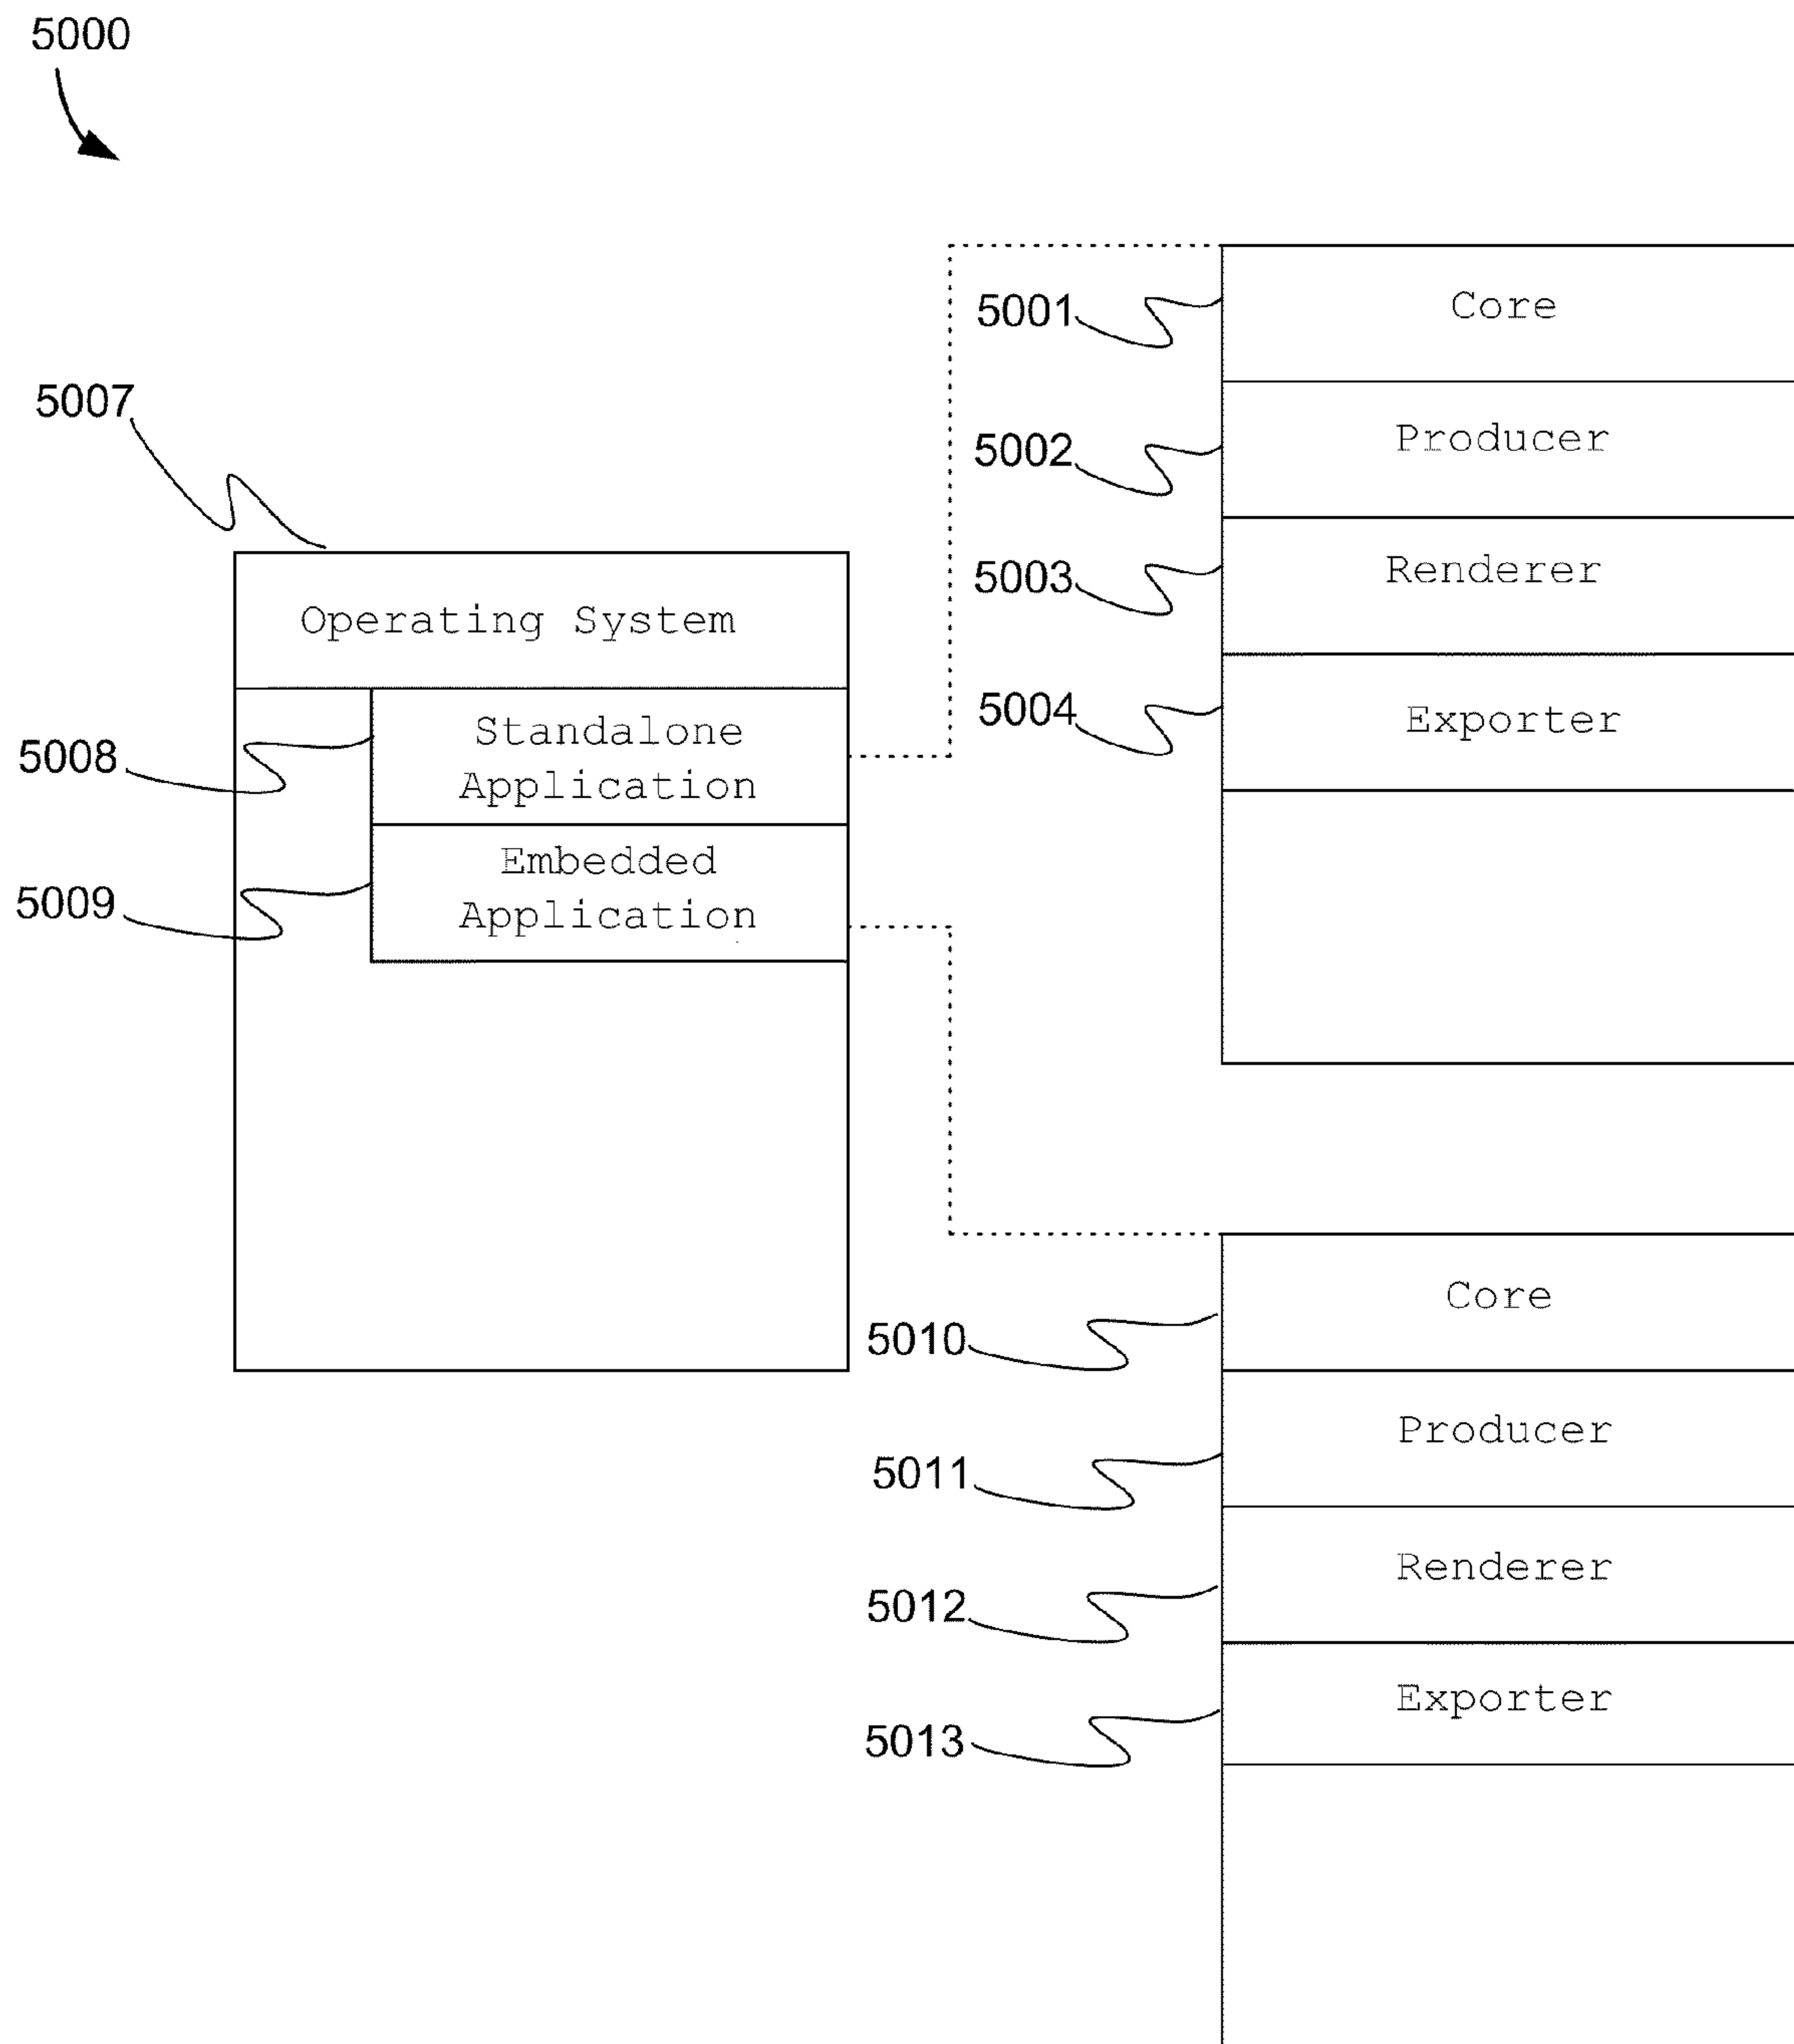 5000
5001
Core
5002
Producer
5003
Renderer
5004
Exporter
5007
Operating System
5008
Standalone
Application
5009
Embedded
Application
5010
Core
5011
Producer
5012
Renderer
5013
Exporter